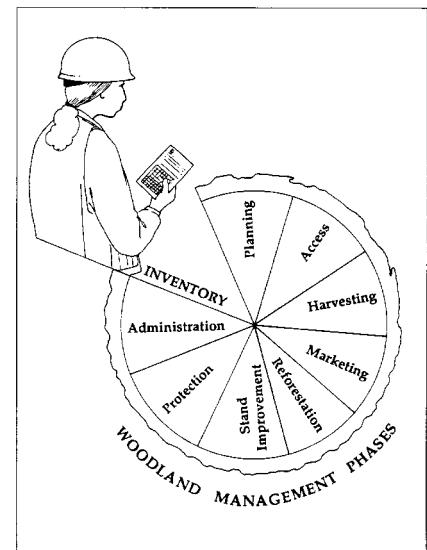 INVENTORY
Planning
Access
Harvesting
Marketing
Reforestation
Stand
Improvement
Protection
Administration
WOODLAND MANAGEMENT PHASES